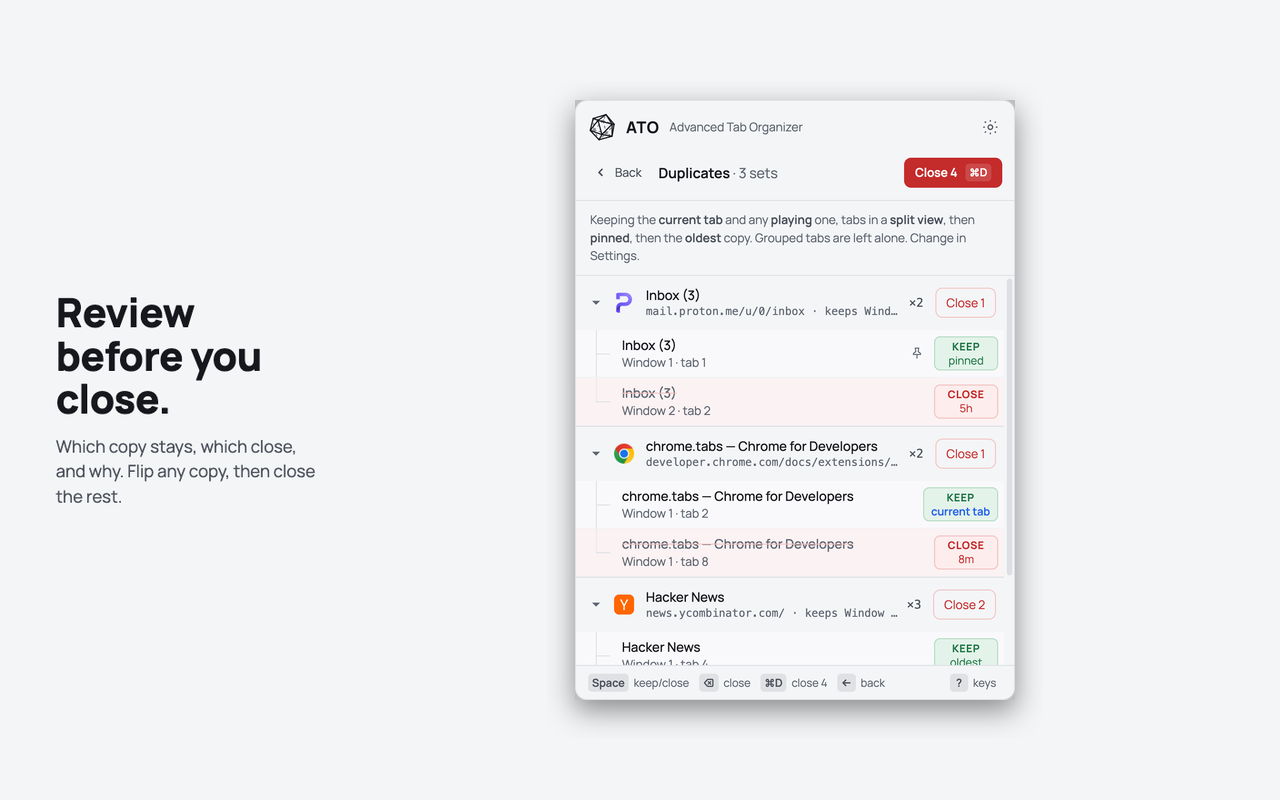 Review
before you
close.
Which copy stays, which close,
and why. Flip any copy, then close
the rest.
ATO Advanced Tab Organizer
Back Duplicates · 3 sets Close 4 ⌘D
Keeping the current tab and any playing one, tabs in a split view, then
pinned, then the oldest copy. Grouped tabs are left alone. Change in
Settings.
Inbox (3)
mail.proton.me/u/0/inbox · keeps Wind… ×2 Close 1
Inbox (3)
Window 1 · tab 1
KEEP
pinned
Inbox (3)
Window 2 · tab 2
CLOSE
5h
chrome.tabs — Chrome for Developers
developer.chrome.com/docs/extensions/… ×2 Close 1
chrome.tabs — Chrome for Developers
Window 1 · tab 2
KEEP
current tab
chrome.tabs — Chrome for Developers
Window 1 · tab 8
CLOSE
8m
Hacker News
news.ycombinator.com/ · keeps Window … ×3 Close 2
Hacker News
Window 1 · tab 4
KEEP
oldest
Space keep/close ⌫ close ⌘D close 4 ← back ? keys